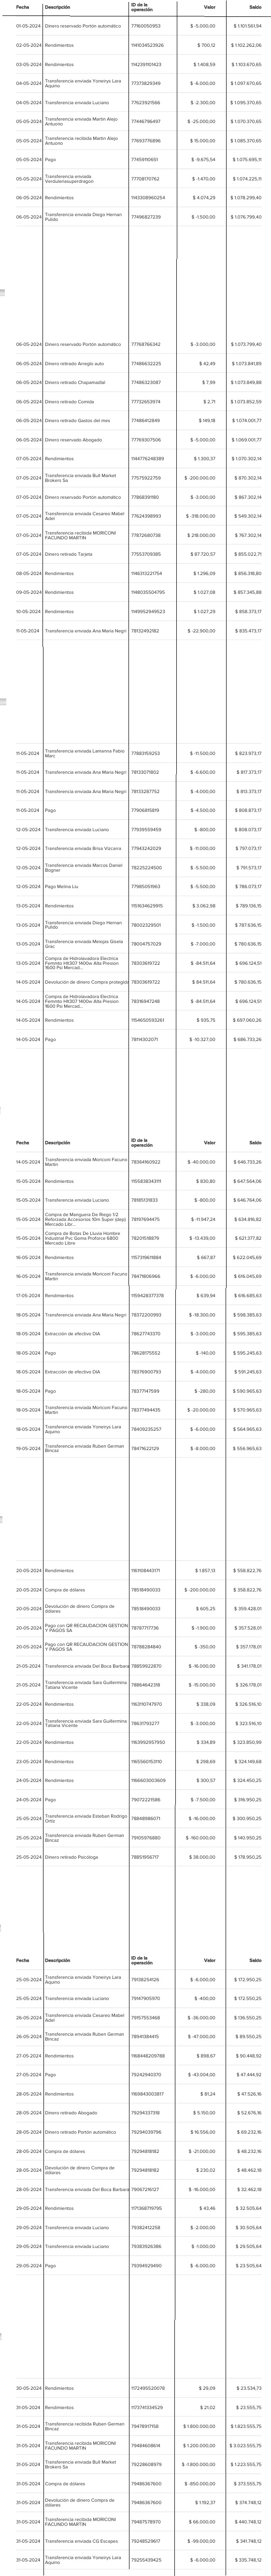 Fecha Descripción ID de la operación Valor Saldo
01-05-2024 Dinero reservado Portón automático 77160050953 $ -5.000,00 $ 1.101.561,94
02-05-2024 Rendimientos 1141034523926 $ 700,12 $ 1.102.262,06
03-05-2024 Rendimientos 1142391101423 $ 1.408,59 $ 1.103.670,65
04-05-2024 Transferencia enviada Yoneirys Lara Aquino 77373829349 $ -6.000,00 $ 1.097.670,65
04-05-2024 Transferencia enviada Luciano 77623921566 $ -2.300,00 $ 1.095.370,65
05-05-2024 Transferencia enviada Martin Alejo Antuono 77446796497 $ -25.000,00 $ 1.070.370,65
05-05-2024 Transferencia recibida Martin Alejo Antuono 77693776896 $ 15.000,00 $ 1.085.370,65
05-05-2024 Pago 77459110651 $ -9.675,54 $ 1.075.695,11
05-05-2024 Transferencia enviada Verduleriasuperdragon 77708170762 $ -1.470,00 $ 1.074.225,11
06-05-2024 Rendimientos 1143308960254 $ 4.074,29 $ 1.078.299,40
06-05-2024 Transferencia enviada Diego Hernan Pulido 77496827239 $ -1.500,00 $ 1.076.799,40
06-05-2024 Dinero reservado Portón automático 77768766342 $ -3.000,00 $ 1.073.799,40
06-05-2024 Dinero retirado Arreglo auto 77486632225 $ 42,49 $ 1.073.841,89
06-05-2024 Dinero retirado Chapamadal 77486323087 $ 7,99 $ 1.073.849,88
06-05-2024 Dinero retirado Comida 77732653974 $ 2,71 $ 1.073.852,59
06-05-2024 Dinero retirado Gastos del mes 77486412849 $ 149,18 $ 1.074.001,77
06-05-2024 Dinero reservado Abogado 77769307506 $ -5.000,00 $ 1.069.001,77
07-05-2024 Rendimientos 1144776248389 $ 1.300,37 $ 1.070.302,14
07-05-2024 Transferencia enviada Bull Market Brokers Sa 77575922759 $ -200.000,00 $ 870.302,14
07-05-2024 Dinero reservado Portón automático 77868391180 $ -3.000,00 $ 867.302,14
07-05-2024 Transferencia enviada Cesareo Mabel Adel 77624398993 $ -318.000,00 $ 549.302,14
07-05-2024 Transferencia recibida MORICONI FACUNDO MARTIN 77872680738 $ 218.000,00 $ 767.302,14
07-05-2024 Dinero retirado Tarjeta 77553709385 $ 87.720,57 $ 855.022,71
08-05-2024 Rendimientos 1146313221754 $ 1.296,09 $ 856.318,80
09-05-2024 Rendimientos 1148035504765 $ 1.027,08 $ 857.345,88
10-05-2024 Rendimientos 1149952949523 $ 1.027,29 $ 858.373,17
11-05-2024 Transferencia enviada Ana Maria Negri 78132492182 $ -22.900,00 $ 835.473,17
11-05-2024 Transferencia enviada Lamanna Fabio Marc 77883159253 $ -11.500,00 $ 823.973,17
11-05-2024 Transferencia enviada Ana Maria Negri 78133071802 $ -6.600,00 $ 817.373,17
11-05-2024 Transferencia enviada Ana Maria Negri 78133287752 $ -4.000,00 $ 813.373,17
11-05-2024 Pago 77906815819 $ -4.500,00 $ 808.873,17
12-05-2024 Transferencia enviada Luciano 77939559459 $ -800,00 $ 808.073,17
12-05-2024 Transferencia enviada Brisa Vizcarra 77943242029 $ -11.000,00 $ 797.073,17
12-05-2024 Transferencia enviada Marcos Daniel Bogner 78225224500 $ -5.500,00 $ 791.573,17
12-05-2024 Pago Melina Liu 77985051963 $ -5.500,00 $ 786.073,17
13-05-2024 Rendimientos 1151634629915 $ 3.062,98 $ 789.136,15
13-05-2024 Transferencia enviada Diego Hernan Pulido 78002329501 $ -1.500,00 $ 787.636,15
13-05-2024 Transferencia enviada Monjas Gisela Grac 78004757029 $ -7.000,00 $ 780.636,15
13-05-2024 Compra de Hidrolavadora Electrica Femmto Hlt307 1400w Alta Presion 1600 Psi Mercad... 78303619722 $ -84.511,64 $ 696.124,51
14-05-2024 Devolución de dinero Compra protegida 78303619722 $ 84.511,64 $ 780.636,15
14-05-2024 Compra de Hidrolavadora Electrica Femmto Hlt307 1400w Alta Presion 1600 Psi Mercad... 78316947248 $ -84.511,64 $ 696.124,51
14-05-2024 Rendimientos 1154650593261 $ 935,75 $ 697.060,26
14-05-2024 Pago 78114302071 $ -10.327,00 $ 686.733,26
Fecha Descripción ID de la operación Valor Saldo
14-05-2024 Transferencia enviada Moriconi Facundo Martin 78364160922 $ -40.000,00 $ 646.733,26
15-05-2024 Rendimientos 1155838343111 $ 830,80 $ 647.564,06
15-05-2024 Transferencia enviada Luciano 78185131833 $ -800,00 $ 646.764,06
15-05-2024 Compra de Manguera De Riego 1/2 Reforzada Accesorios 10m Super (dep) Mercado Libr... 78197694475 $ -11.947,24 $ 634.816,82
15-05-2024 Compra de Botas De Lluvia Hombre Industrial Pvc Goma Proforce 6800 Mercado Libre 78201518879 $ -13.439,00 $ 621.377,82
16-05-2024 Rendimientos 1157319611884 $ 667,87 $ 622.045,69
16-05-2024 Transferencia enviada Moriconi Facundo Martin 78471806966 $ -6.000,00 $ 616.045,69
17-05-2024 Rendimientos 1159428377378 $ 639,94 $ 616.685,63
18-05-2024 Transferencia enviada Ana Maria Negri 78372200993 $ -18.300,00 $ 598.385,63
18-05-2024 Extracción de efectivo DIA 78627743370 $ -3.000,00 $ 595.385,63
18-05-2024 Pago 78628175552 $ -140,00 $ 595.245,63
18-05-2024 Extracción de efectivo DIA 78376900793 $ -4.000,00 $ 591.245,63
18-05-2024 Pago 78377147599 $ -280,00 $ 590.965,63
18-05-2024 Transferencia enviada Moriconi Facundo Martin 78377494435 $ -20.000,00 $ 570.965,63
18-05-2024 Transferencia enviada Yoneirys Lara Aquino 78409235257 $ -6.000,00 $ 564.965,63
19-05-2024 Transferencia enviada Ruben German Bincaz 78471622129 $ -8.000,00 $ 556.965,63
20-05-2024 Rendimientos 1161108443171 $ 1.857,13 $ 558.822,76
20-05-2024 Compra de dólares 78518490033 $ -200.000,00 $ 358.822,76
20-05-2024 Devolución de dinero Compra de dólares 78518490033 $ 605,25 $ 359.428,01
20-05-2024 Pago con QR RECAUDACION GESTION Y PAGOS SA 78787717736 $ -1.900,00 $ 357.528,01
20-05-2024 Pago con QR RECAUDACION GESTION Y PAGOS SA 78788284840 $ -350,00 $ 357.178,01
21-05-2024 Transferencia enviada Del Boca Barbara 78859922870 $ -16.000,00 $ 341.178,01
21-05-2024 Transferencia enviada Sara Guillermina Tatiana Vicente 78864642318 $ -15.000,00 $ 326.178,01
22-05-2024 Rendimientos 1163110747970 $ 338,09 $ 326.516,10
22-05-2024 Transferencia enviada Sara Guillermina Tatiana Vicente 78631793277 $ -3.000,00 $ 323.516,10
22-05-2024 Rendimientos 1163992957950 $ 334,89 $ 323.850,99
23-05-2024 Rendimientos 1165560153110 $ 298,69 $ 324.149,68
24-05-2024 Rendimientos 1166603003609 $ 300,57 $ 324.450,25
24-05-2024 Pago 79072221586 $ -7.500,00 $ 316.950,25
25-05-2024 Transferencia enviada Esteban Rodrigo Ortiz 78848986071 $ -16.000,00 $ 300.950,25
25-05-2024 Transferencia enviada Ruben German Bincaz 79105976880 $ -160.000,00 $ 140.950,25
25-05-2024 Dinero retirado Psicóloga 78851956717 $ 38.000,00 $ 178.950,25
Fecha Descripción ID de la operación Valor Saldo
25-05-2024 Transferencia enviada Yoneirys Lara Aquino 79138254126 $ -6.000,00 $ 172.950,25
25-05-2024 Transferencia enviada Luciano 79147905970 $ -400,00 $ 172.550,25
26-05-2024 Transferencia enviada Cesareo Mabel Adel 79157553468 $ -36.000,00 $ 136.550,25
26-05-2024 Transferencia enviada Ruben German Bincaz 78941384415 $ -47.000,00 $ 89.550,25
27-05-2024 Rendimientos 1168448209788 $ 898,67 $ 90.448,92
27-05-2024 Pago 79242940370 $ -43.004,00 $ 47.444,92
28-05-2024 Rendimientos 1169843003817 $ 81,24 $ 47.526,16
28-05-2024 Dinero retirado Abogado 79294337318 $ 5.150,00 $ 52.676,16
28-05-2024 Dinero retirado Portón automático 79294039796 $ 16.556,00 $ 69.232,16
28-05-2024 Compra de dólares 79294818182 $ -21.000,00 $ 48.232,16
28-05-2024 Devolución de dinero Compra de dólares 79294818182 $ 230,02 $ 48.462,18
28-05-2024 Transferencia enviada Del Boca Barbara 79067216127 $ -16.000,00 $ 32.462,18
29-05-2024 Rendimientos 1171368719795 $ 43,46 $ 32.505,64
29-05-2024 Transferencia enviada Luciano 79382412258 $ -2.000,00 $ 30.505,64
29-05-2024 Transferencia enviada Luciano 79383926386 $ -1.000,00 $ 29.505,64
29-05-2024 Pago 79394929490 $ -6.000,00 $ 23.505,64
30-05-2024 Rendimientos 1172495520078 $ 29,09 $ 23.534,73
31-05-2024 Rendimientos 1173741334529 $ 21,02 $ 23.555,75
31-05-2024 Transferencia recibida Ruben German Bincaz 79478917158 $ 1.800.000,00 $ 1.823.555,75
31-05-2024 Transferencia recibida MORICONI FACUNDO MARTIN 79484608614 $ 1.200.000,00 $ 3.023.555,75
31-05-2024 Transferencia enviada Bull Market Brokers Sa 79228608979 $ -1.800.000,00 $ 1.223.555,75
31-05-2024 Compra de dólares 79486367600 $ -850.000,00 $ 373.555,75
31-05-2024 Devolución de dinero Compra de dólares 79486367600 $ 1.192,37 $ 374.748,12
31-05-2024 Transferencia recibida MORICONI FACUNDO MARTIN 79487578970 $ 66.000,00 $ 440.748,12
31-05-2024 Transferencia enviada CG Escapes 79248529617 $ -99.000,00 $ 341.748,12
31-05-2024 Transferencia enviada Yoneirys Lara Aquino 79255439425 $ -6.000,00 $ 335.748,12